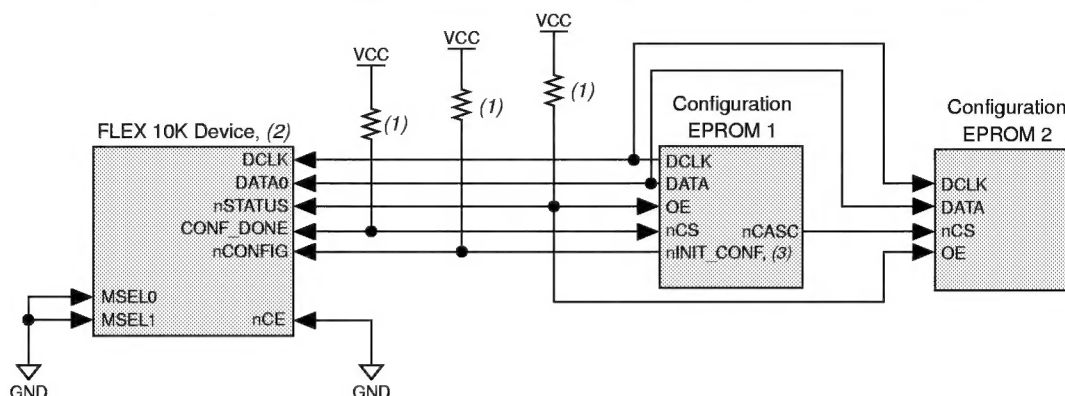 VCC
VCC
VCC
(1)
(1)
(1)
FLEX 10K Device, (2)
DCLK
DATA0
nSTATUS
CONF_DONE
nCONFIG
MSEL0
MSEL1
nCE
GND
GND
Configuration
EPROM 1
DCLK
DATA
OE
nCS
nCASC
nINIT_CONF, (3)
Configuration
EPROM 2
DCLK
DATA
nCS
OE